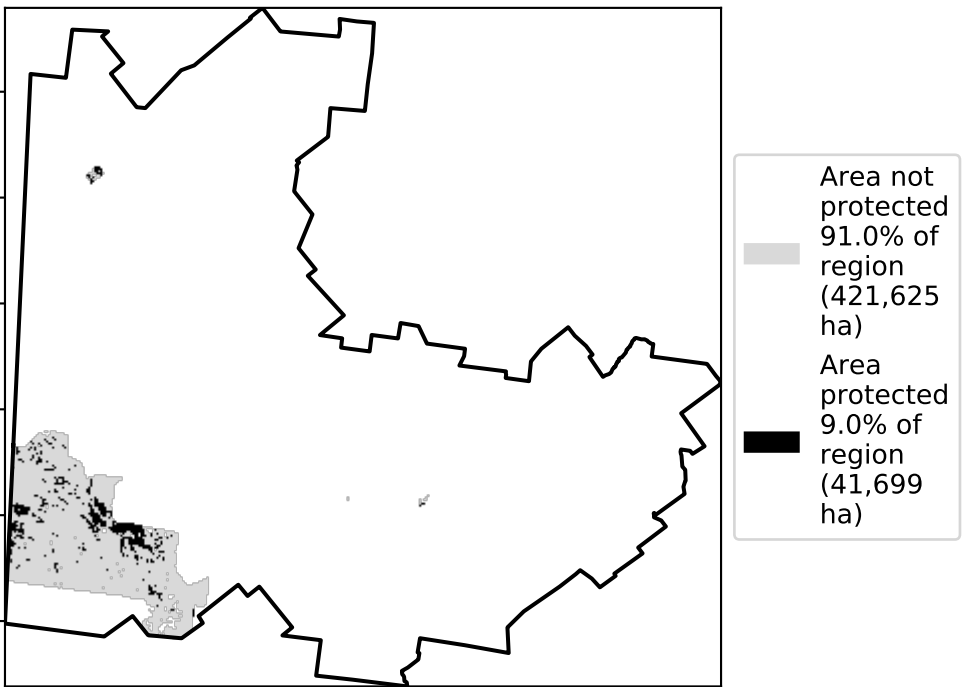 Area not
protected
91.0% of
region
(421,625
ha)
Area
protected
9.0% of
region
(41,699
ha)